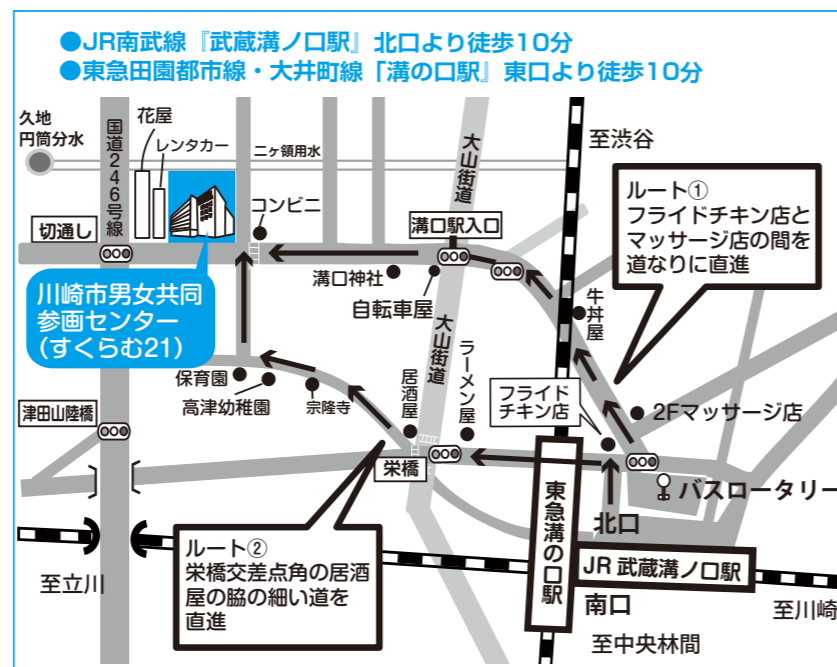 ●JR南武線『武蔵溝ノ口駅』北口より徒歩10分
●東急田園都市線・大井町線「溝の口駅」東口より徒歩10分
久地
円筒分水
国道246号線
花屋
レンタカー
二ヶ領用水
大山街道
至渋谷
ルート①
フライドチキン店と
マッサージ店の間を
道なりに直進
切通し
コンビニ
溝口駅入口
川崎市男女共同
参画センター
(すくらむ21)
溝口神社
自転車屋
牛丼屋
大山街道
保育園
高津幼稚園
宗隆寺
居酒屋
ラーメン屋
フライド
チキン店
2Fマッサージ店
津田山陸橋
栄橋
バスロータリー
北口
東急溝の口駅
ルート②
栄橋交差点角の居酒
屋の脇の細い道を
直進
JR 武蔵溝ノ口駅
至立川
南口
至川崎
至中央林間